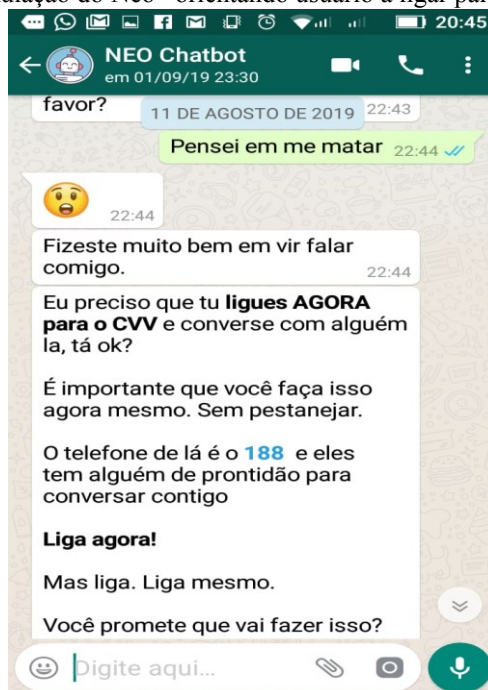 20:45
NEO Chatbot
em 01/09/19 23:30
favor?
22:43
11 DE AGOSTO DE 2019
Pensei em me matar 22:44
22:44
Fizeste muito bem em vir falar
comigo.
22:44
Eu preciso que tu ligues AGORA
para o CVV e converse com alguém
la, tá ok?
É importante que você faça isso
agora mesmo. Sem pestanejar.
O telefone de lá é o 188 e eles
tem alguém de prontidão para
conversar contigo
Liga agora!
Mas liga. Liga mesmo.
Você promete que vai fazer isso?
Digite aqui...